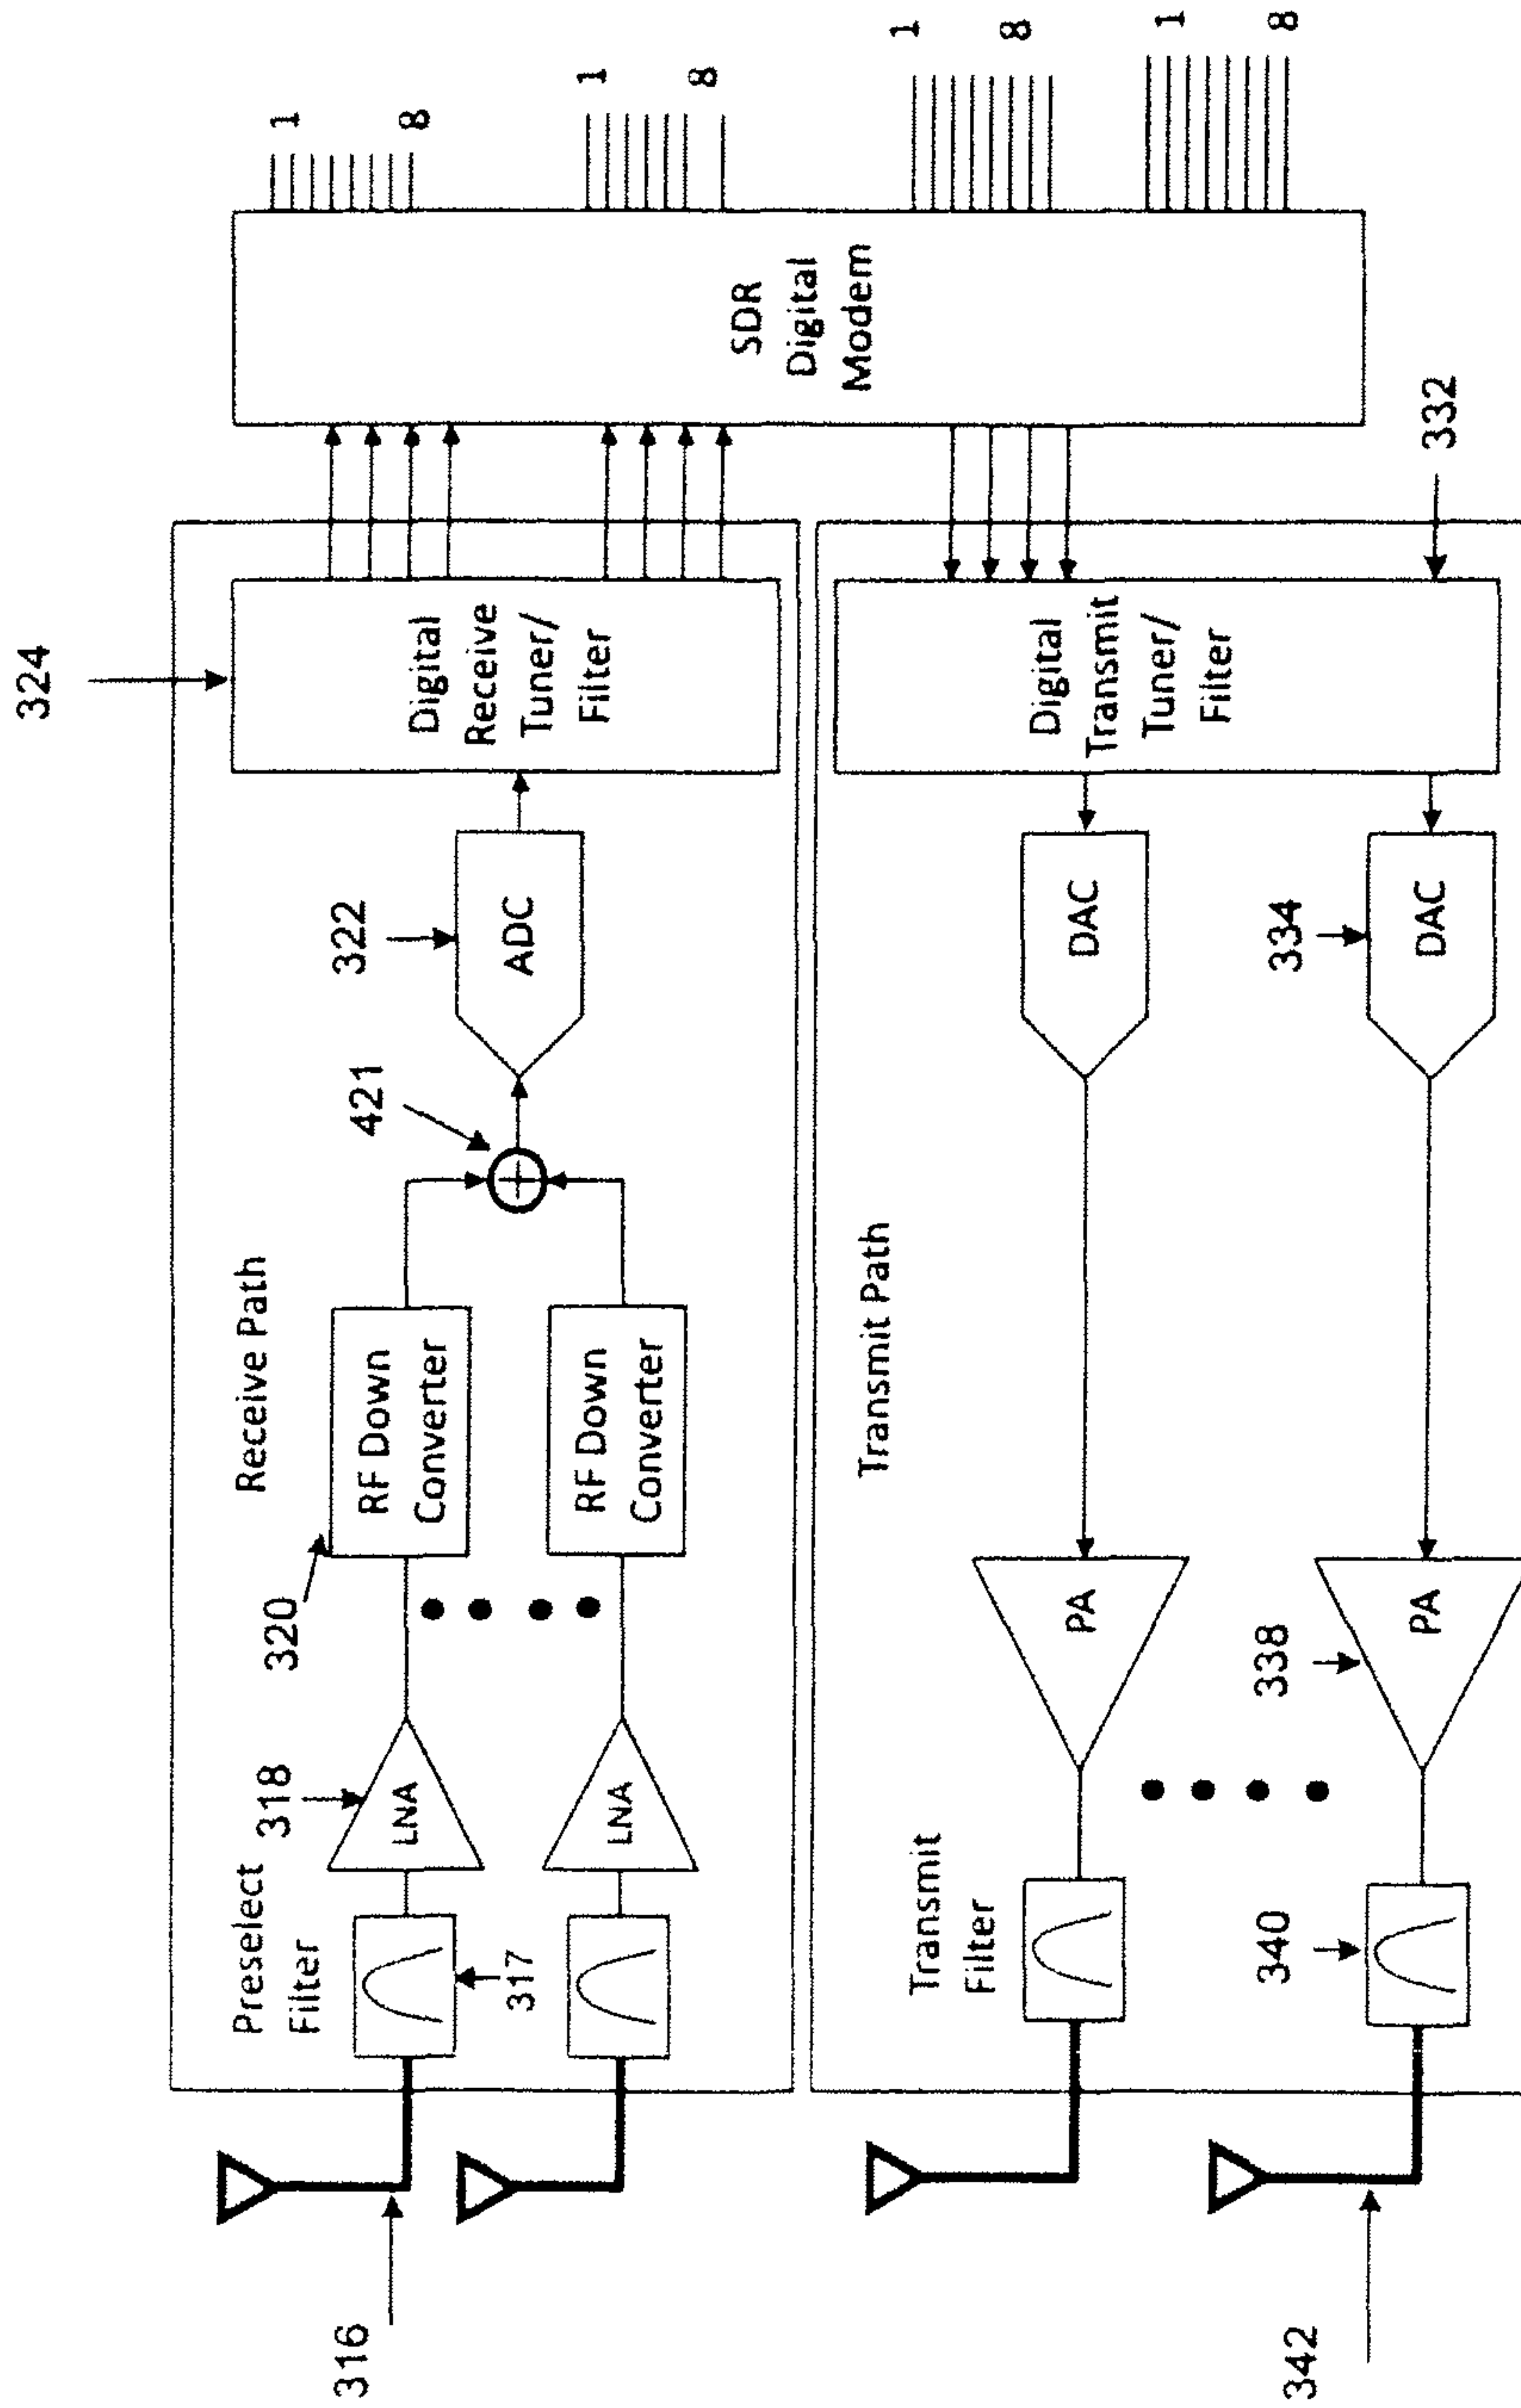 324
332
1
8
1
8
1
8
1
8
SDR
Digital
Modem
Digital
Receive
Tuner/
Filter
Digital
Transmit
Tuner/
Filter
322
ADC
421
DAC
334
DAC
Receive Path
320
RF Down
Converter
RF Down
Converter
Transmit Path
318
LNA
LNA
PA
338
PA
Preselect
Filter
317
Transmit
Filter
340
316
342